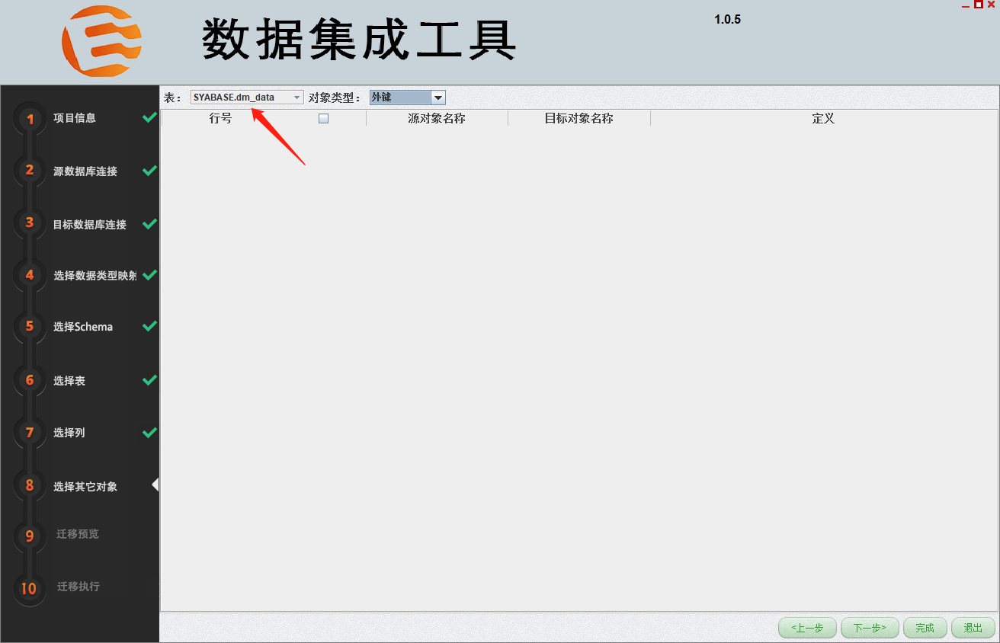 数据集成工具
1.0.5
表： SYABASE.dm_data 对象类型： 外键
行号 源对象名称 目标对象名称 定义
1 项目信息
2 源数据库连接
3 目标数据库连接
4 选择数据类型映射
5 选择Schema
6 选择表
7 选择列
8 选择其它对象
9 迁移预览
10 迁移执行
<上一步 下一步> 完成 退出